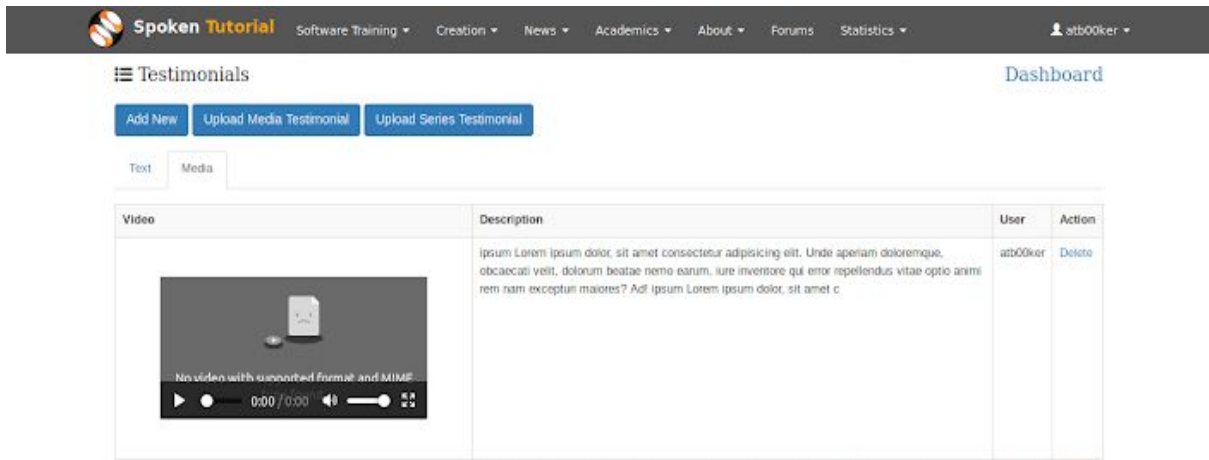 Spoken Tutorial Software Training Creation News Academics About Forums Statistics atb00ker
Testimonials Dashboard
Add New Upload Media Testimonial Upload Series Testimonial
Text Media
Video Description User Action
ipsum Lorem ipsum dolor, sit amet consectetur adipisicing elit. Unde aperiam doloremque, atb00ker Delete
obcaecati velit, dolorum beatae nemo earum, iure inventore qui error repellendus vitae optio animi
rem nam excepturi maiores? Ad! ipsum Lorem ipsum dolor, sit amet c
No video with supported format and MIME
0:00 / 0:00